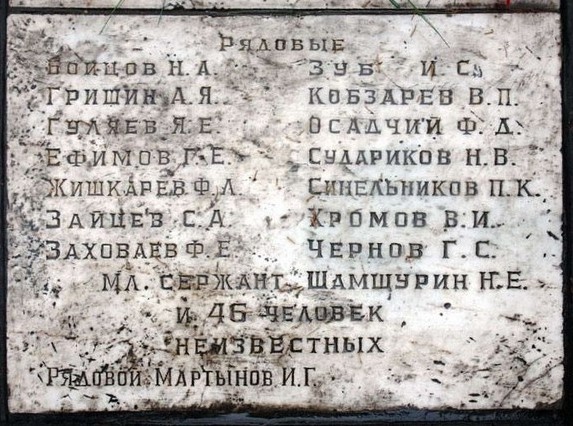 Рядовые
Бойцов Н.А. Зуб И С.
Гришин А.Я. Кобзарев В.П.
Гуляев Я.Е. Осадчий Ф.Д.
Ефимов Г.Е. Судариков Н.В.
Жишкарев Ф.Л. Синельников П.К.
Зайцев С.А. Хромов В.И.
Заховаев Ф.Е. Чернов Г.С.
Мл. сержант Шамшурин Н.Е.
и 46 человек
неизвестных
Рядовой Мартынов И.Г.